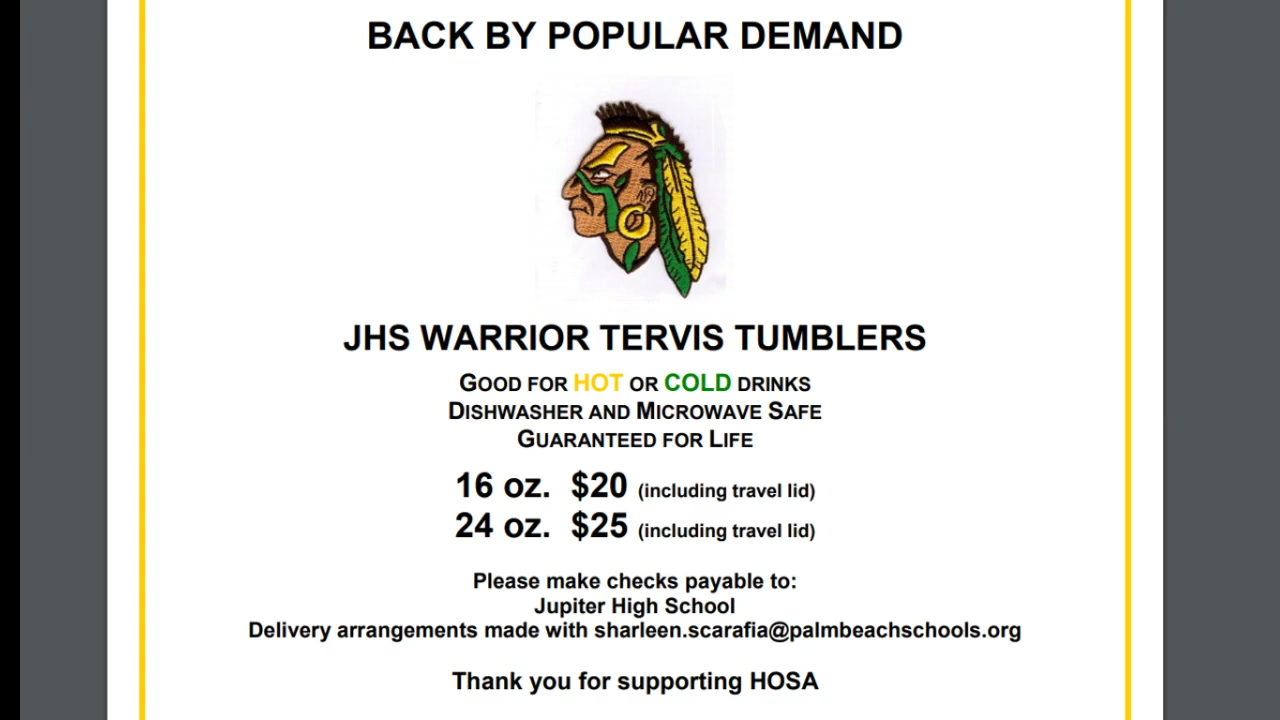 BACK BY POPULAR DEMAND
JHS WARRIOR TERVIS TUMBLERS
GOOD FOR HOT OR COLD DRINKS
DISHWASHER AND MICROWAVE SAFE
GUARANTEED FOR LIFE
16 oz. $20 (including travel lid)
24 oz. $25 (including travel lid)
Please make checks payable to:
Jupiter High School
Delivery arrangements made with sharleen.scarafia@palmbeachschools.org
Thank you for supporting HOSA